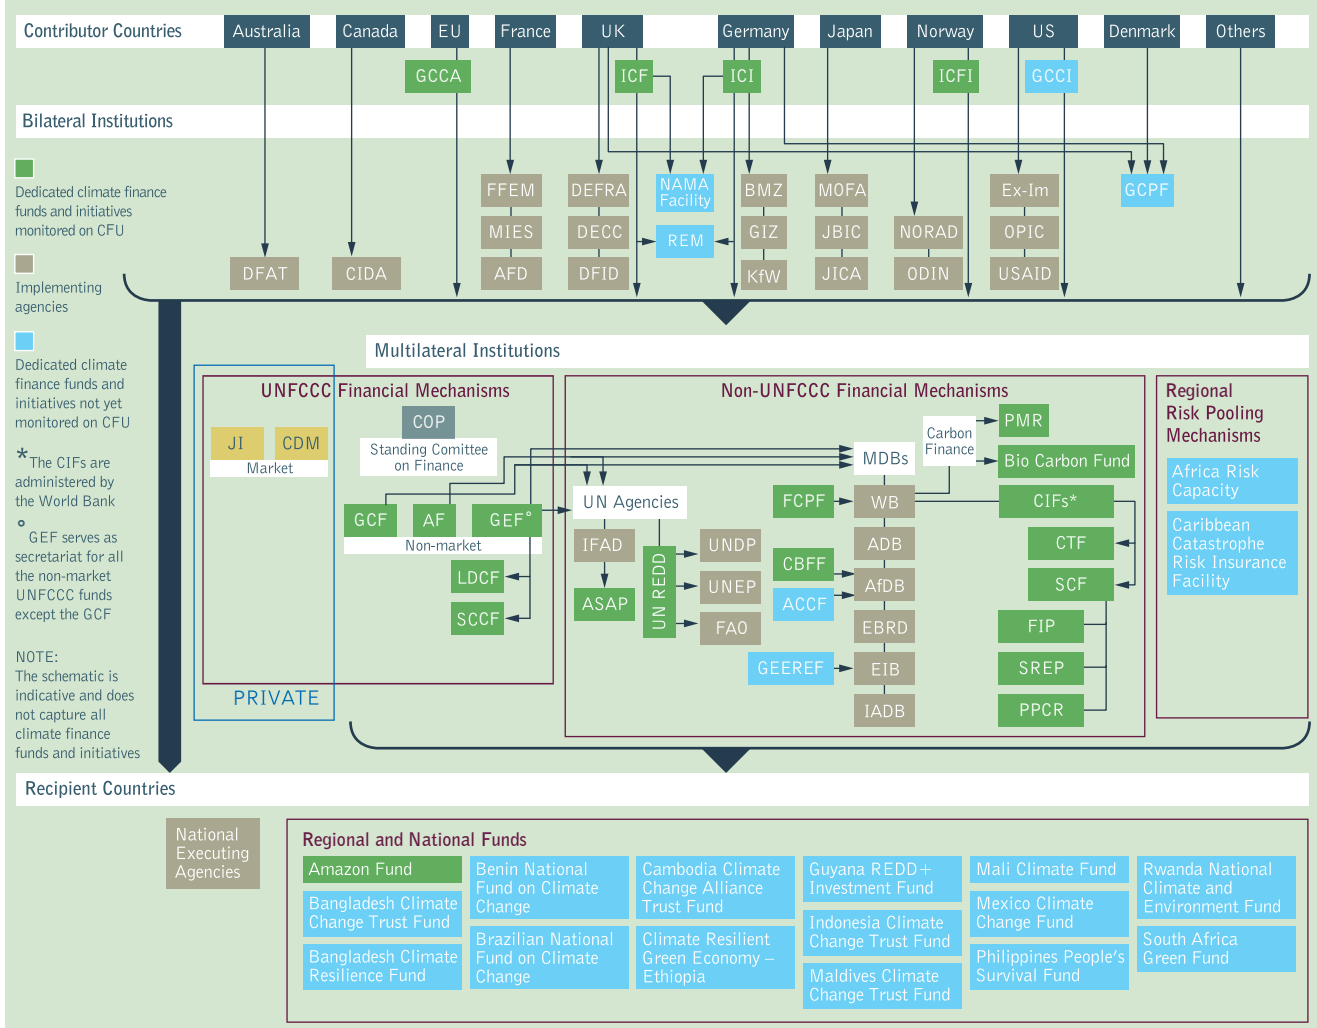 Contributor Countries
Australia
Canada
EU
France
UK
Germany
Japan
Norway
US
Denmark
Others
GCCA
ICF
ICI
ICFI
GCCI
Bilateral Institutions
Dedicated climate finance
funds and initiatives
monitored on CFU
Implementing
agencies
Dedicated climate
finance funds and
initiatives not yet
monitored on CFU
*The CIFs are
administered by
the World Bank
° GEF serves as
secretariat for all
the non-market
UNFCCC funds
except the GCF
NOTE:
The schematic is
indicative and does
not capture all
climate finance
funds and initiatives
FFEM
MIES
AFD
DEFRA
DECC
DFID
NAMA
Facility
REM
BMZ
GIZ
KfW
MOFA
JBIC
JICA
NORAD
ODIN
Ex-Im
OPIC
USAID
GCPF
DFAT
CIDA
Multilateral Institutions
UNFCCC Financial Mechanisms
COP
Standing Comittee
on Finance
JI
CDM
Market
GCF
AF
GEF°
Non-market
LDCF
SCCF
PRIVATE
Non-UNFCCC Financial Mechanisms
UN Agencies
IFAD
ASAP
UN REDD
UNDP
UNEP
FAO
MDBs
WB
ADB
AfDB
EBRD
EIB
IADB
FCPF
CBFF
ACCF
GEEREF
Carbon
Finance
PMR
Bio Carbon Fund
CIFs*
CTF
SCF
FIP
SREP
PPCR
Regional
Risk Pooling
Mechanisms
Africa Risk
Capacity
Caribbean
Catastrophe
Risk Insurance
Facility
Recipient Countries
National
Executing
Agencies
Regional and National Funds
Amazon Fund
Bangladesh Climate
Change Trust Fund
Bangladesh Climate
Resilience Fund
Benin National
Fund on Climate
Change
Brazilian National
Fund on Climate
Change
Cambodia Climate
Change Alliance
Trust Fund
Climate Resilient
Green Economy –
Ethiopia
Guyana REDD+
Investment Fund
Indonesia Climate
Change Trust Fund
Maldives Climate
Change Trust Fund
Mali Climate Fund
Mexico Climate
Change Fund
Philippines People's
Survival Fund
Rwanda National
Climate and
Environment Fund
South Africa
Green Fund